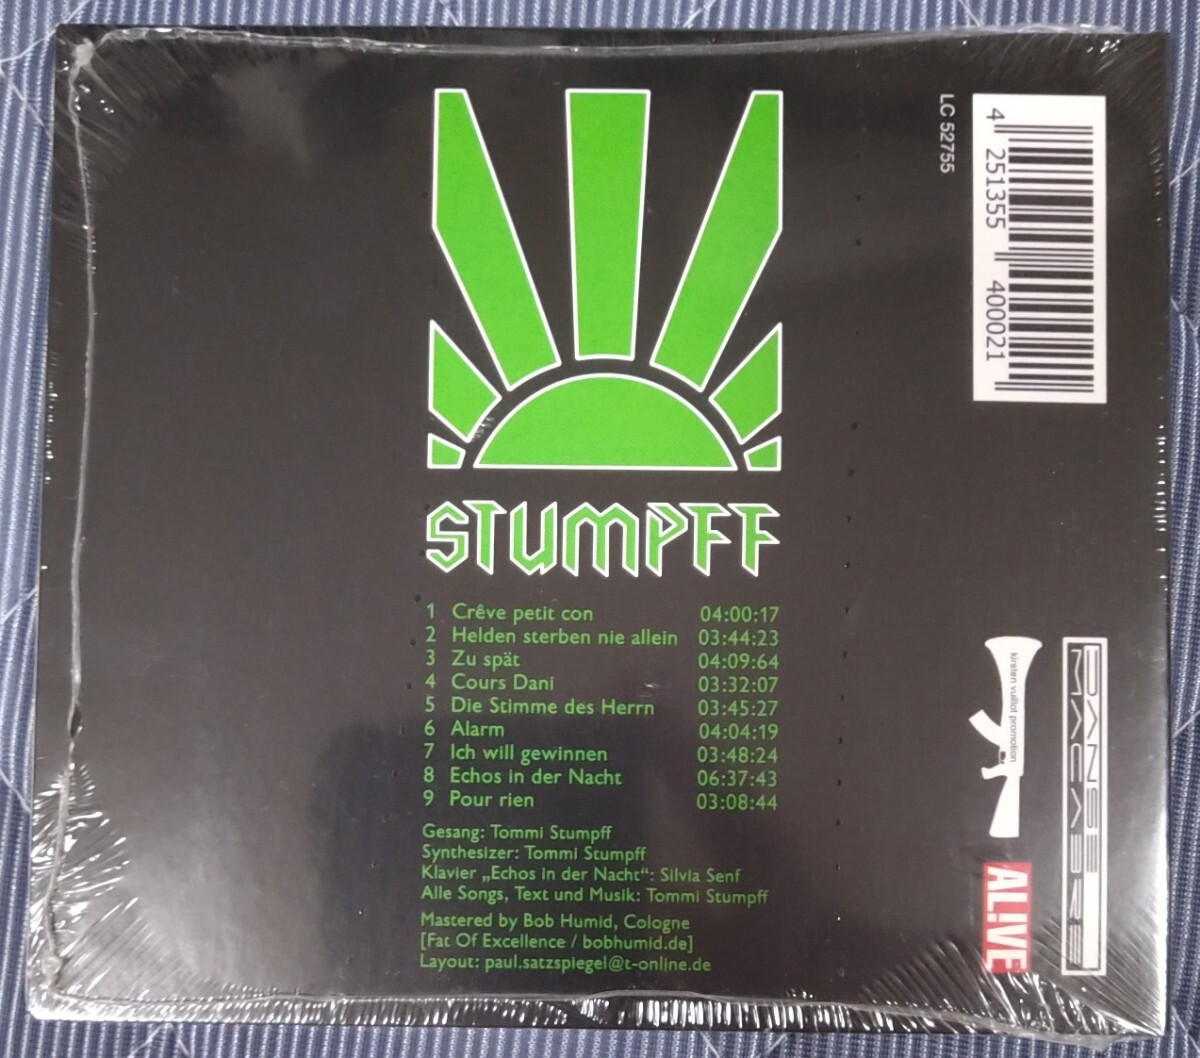 STUMPFF
1 Crêve petit con 04:00:17
2 Helden sterben nie allein 03:44:23
3 Zu spät 04:09:64
4 Cours Dani 03:32:07
5 Die Stimme des Herrn 03:45:27
6 Alarm 04:04:19
7 Ich will gewinnen 03:48:24
8 Echos in der Nacht 06:37:43
9 Pour rien 03:08:44
Gesang: Tommi Stumpff
Synthesizer: Tommi Stumpff
Klavier „Echos in der Nacht“: Silvia Senf
Alle Songs, Text und Musik: Tommi Stumpff
Mastered by Bob Humid, Cologne
[Fat Of Excellence / bobhumid.de]
Layout: paul.satzspiegel@t-online.de
LC 52755
4 251355 400021
kirsten vuillot promotion
DANSE
MACABRE
AL!VE